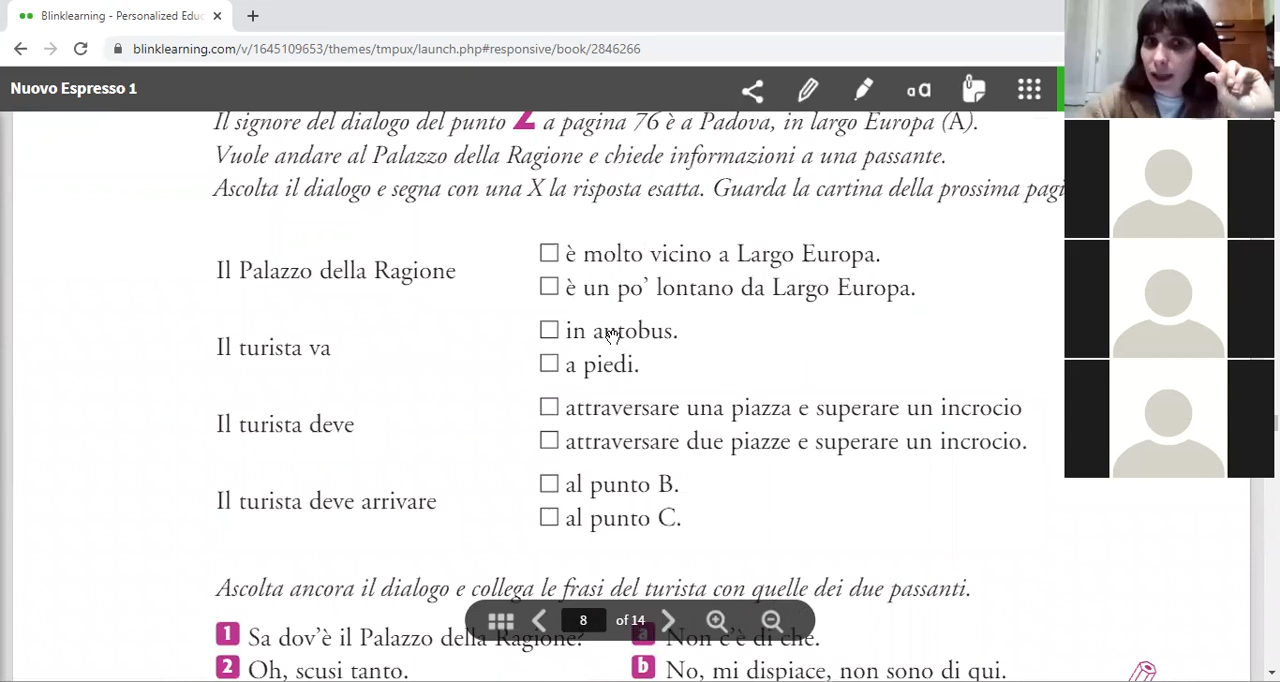 Blinklearning - Personalized Educ
blinklearning.com/v/1645109653/themes/tmpux/launch.php#responsive/book/2846266
Nuovo Espresso 1
aa
Il signore del dialogo del punto 2 a pagina 76 è a Padova, in largo Europa (A).
Vuole andare al Palazzo della Ragione e chiede informazioni a una passante.
Ascolta il dialogo e segna con una X la risposta esatta. Guarda la cartina della prossima pagi
Il Palazzo della Ragione
è molto vicino a Largo Europa.
è un po’ lontano da Largo Europa.
Il turista va
in autobus.
a piedi.
Il turista deve
attraversare una piazza e superare un incrocio
attraversare due piazze e superare un incrocio.
Il turista deve arrivare
al punto B.
al punto C.
Ascolta ancora il dialogo e collega le frasi del turista con quelle dei due passanti.
8 of 14
1 Sa dov’è il Palazzo della Ragione?
a Non c’è di che.
2 Oh, scusi tanto.
b No, mi dispiace, non sono di qui.